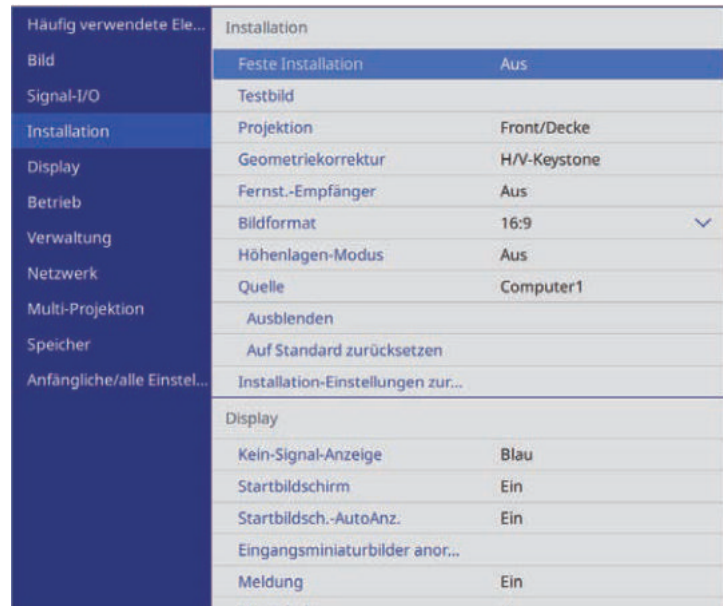 Häufig verwendete Ele...
Bild
Signal-I/O
Installation
Display
Betrieb
Verwaltung
Netzwerk
Multi-Projektion
Speicher
Anfängliche/alle Einstel...
Installation
Feste Installation Aus
Testbild
Projektion Front/Decke
Geometriekorrektur H/V-Keystone
Fernst.-Empfänger Aus
Bildformat 16:9
Höhenlagen-Modus Aus
Quelle Computer1
Ausblenden
Auf Standard zurücksetzen
Installation-Einstellungen zur...
Display
Kein-Signal-Anzeige Blau
Startbildschirm Ein
Startbildsch.-AutoAnz. Ein
Eingangsminiaturbilder anor...
Meldung Ein